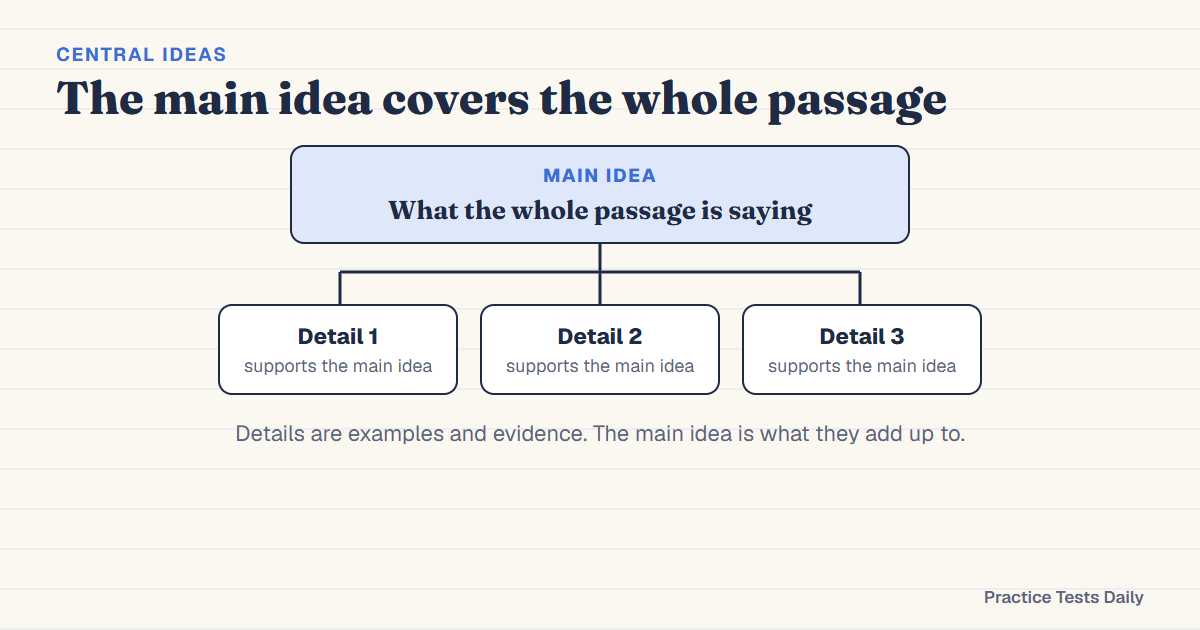 CENTRAL IDEAS
The main idea covers the whole passage
MAIN IDEA
What the whole passage is saying
Detail 1
supports the main idea
Detail 2
supports the main idea
Detail 3
supports the main idea
Details are examples and evidence. The main idea is what they add up to.
Practice Tests Daily